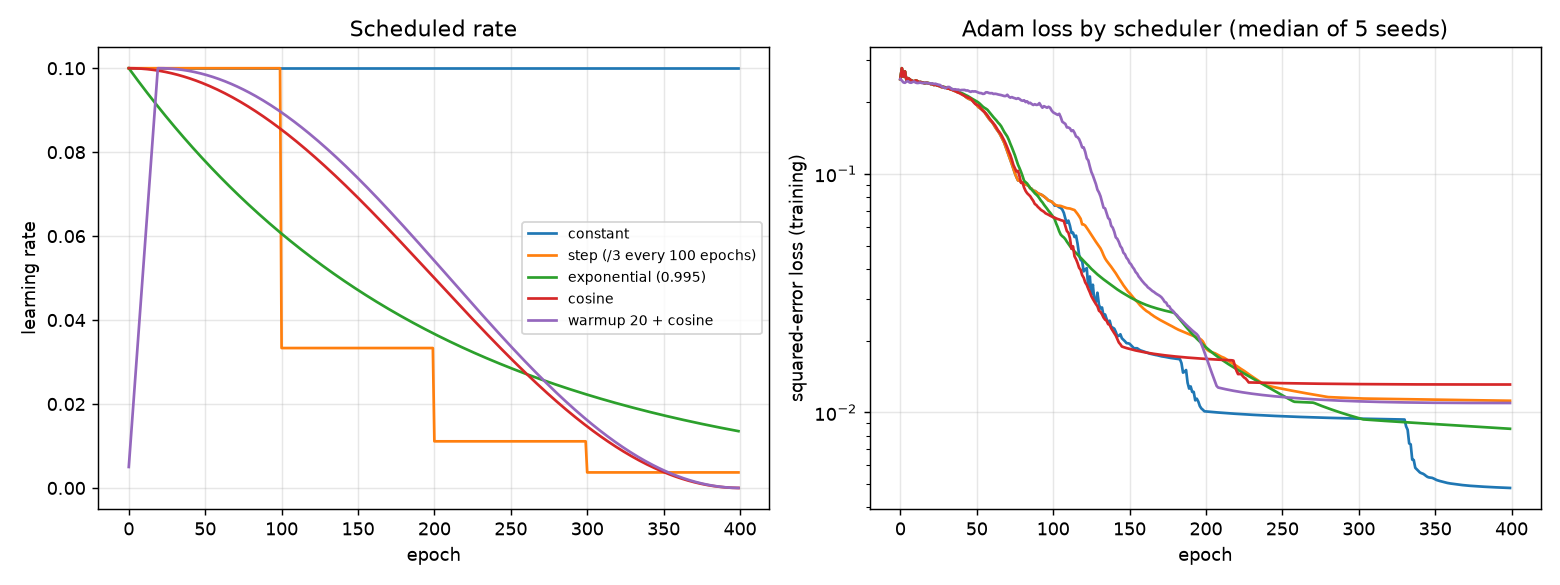 Scheduled rate
learning rate
0.10
0.08
0.06
0.04
0.02
0.00
0 50 100 150 200 250 300 350 400
epoch
constant
step (/3 every 100 epochs)
exponential (0.995)
cosine
warmup 20 + cosine
Adam loss by scheduler (median of 5 seeds)
squared-error loss (training)
10⁻¹
10⁻²
0 50 100 150 200 250 300 350 400
epoch